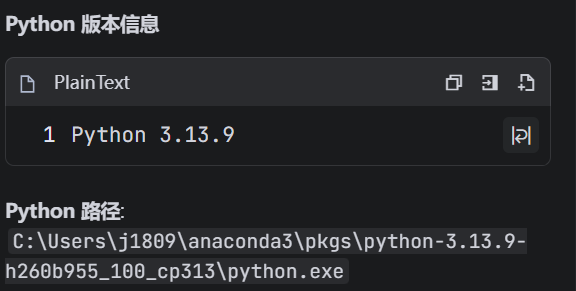 Python 版本信息
PlainText
1 Python 3.13.9
Python 路径:
C:\Users\j1809\anaconda3\pkgs\python-3.13.9-
h260b955_100_cp313\python.exe